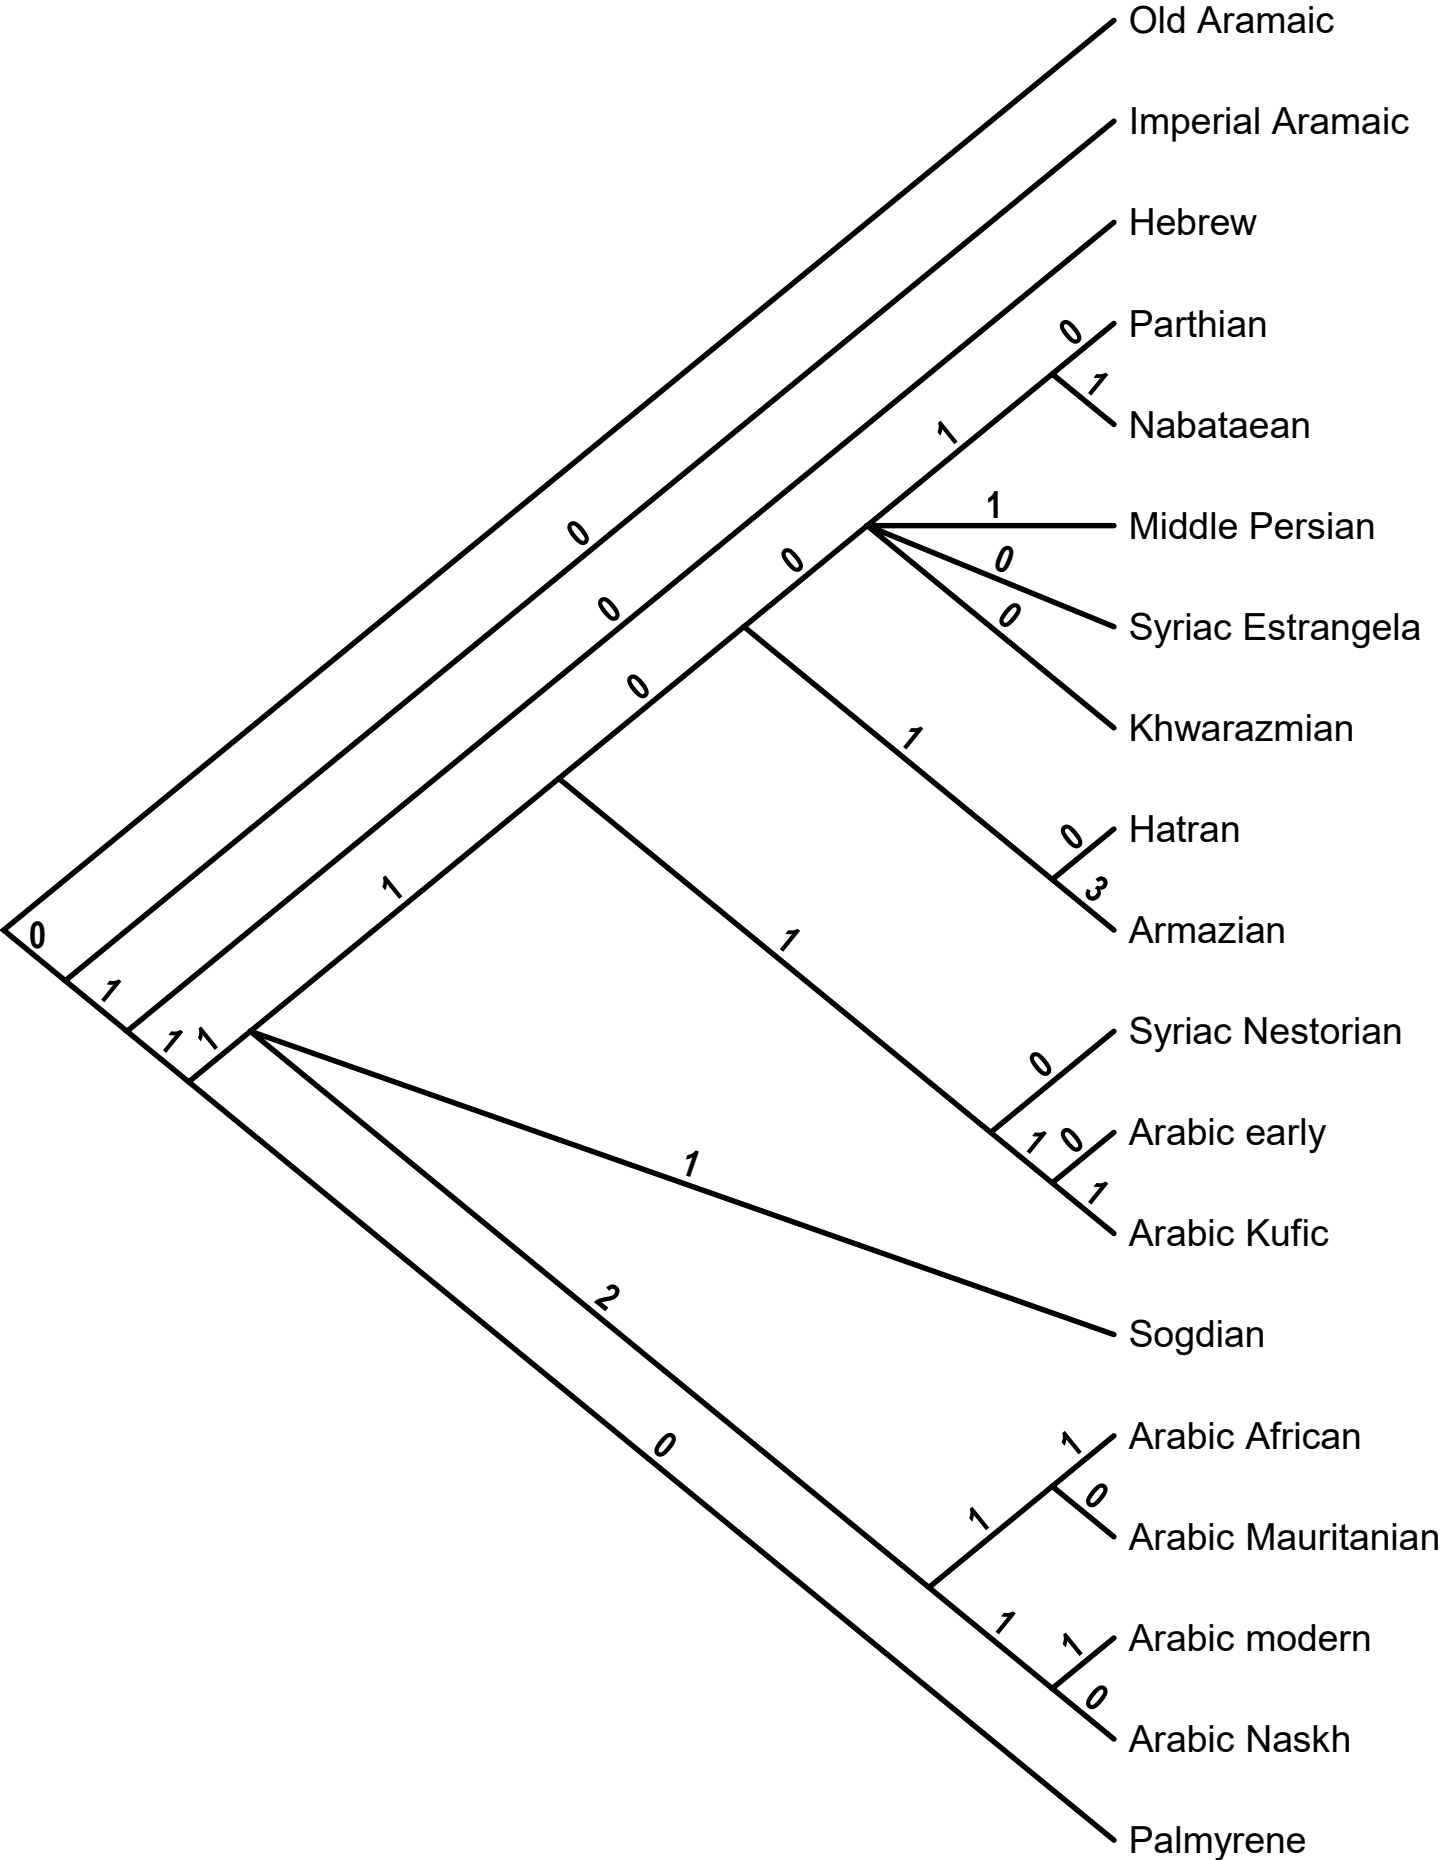 Old Aramaic
Imperial Aramaic
Hebrew
0 Parthian
1
1 Nabataean
1 Middle Persian
0
0
0 Syriac Estrangela
0
0
0 Khwarazmian
1
0 Hatran
1
3
0 Armazian
1
1
0 Syriac Nestorian
1 1
0
1 0 Arabic early
1
1
Arabic Kufic
2
Sogdian
0
1 Arabic African
0
1
Arabic Mauritanian
1
1 Arabic modern
0
Arabic Naskh
Palmyrene